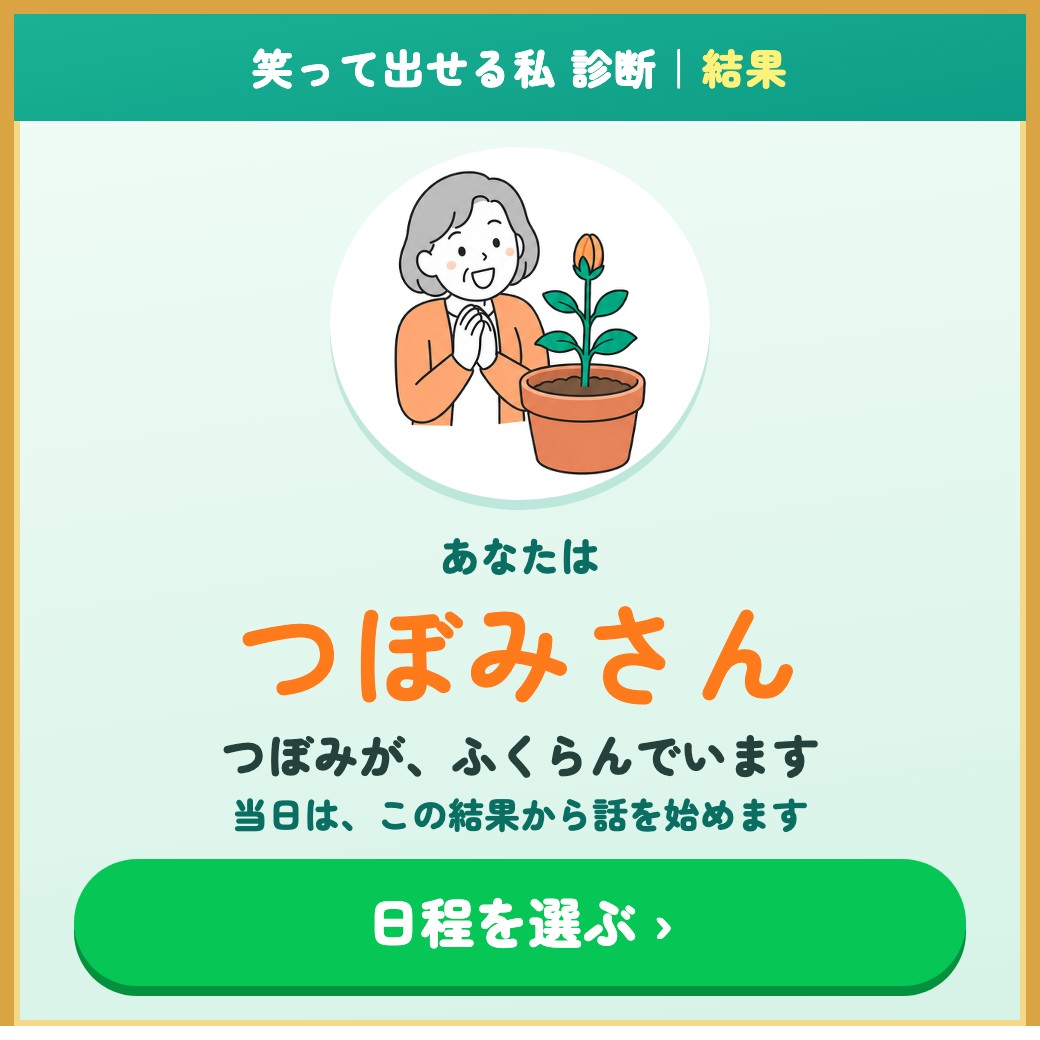 笑って出せる私 診断｜結果
あなたは
つぼみさん
つぼみが、ふくらんでいます
当日は、この結果から話を始めます
日程を選ぶ ›